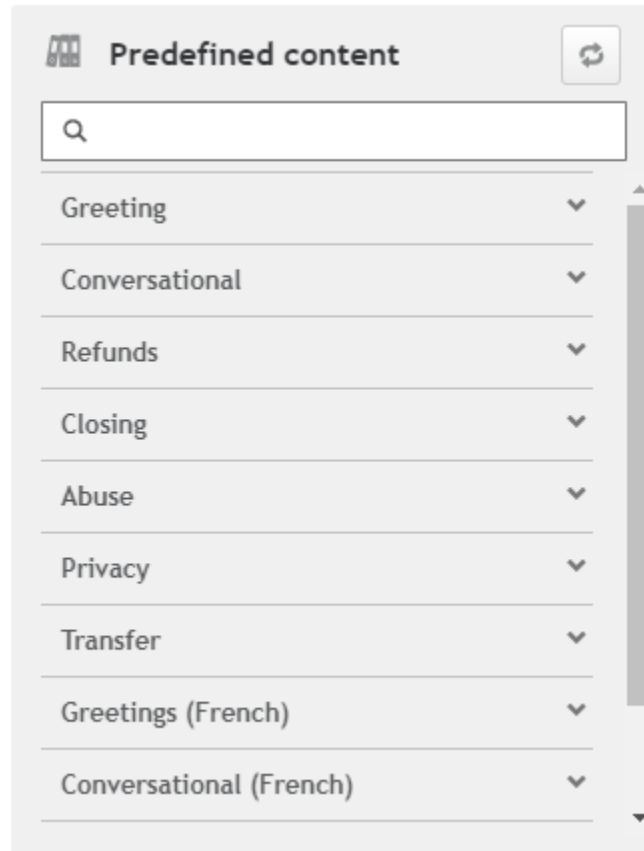 Predefined content
Greeting
Conversational
Refunds
Closing
Abuse
Privacy
Transfer
Greetings (French)
Conversational (French)